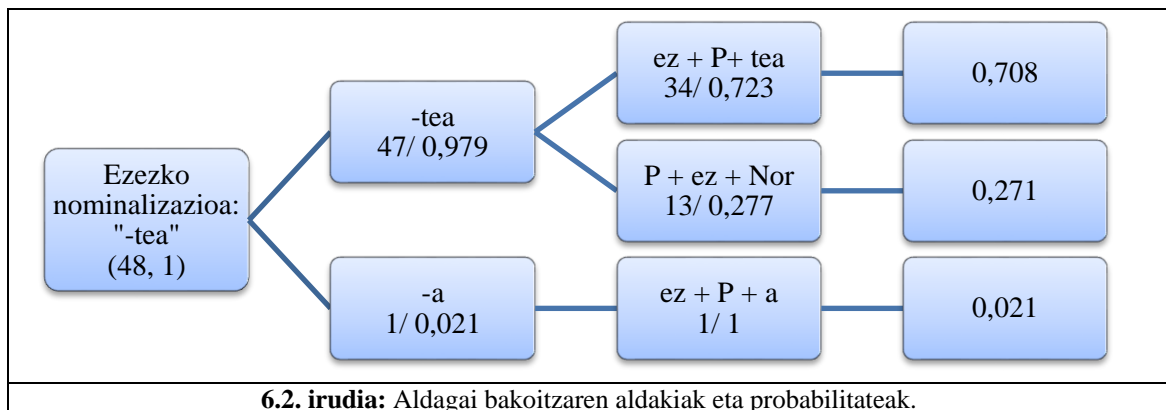 Ezezko
nominalizazioa:
"-tea"
(48, 1)
-tea
47/ 0,979
ez + P+ tea
34/ 0,723
0,708
P + ez + Nor
13/ 0,277
0,271
-a
1/ 0,021
ez + P + a
1/ 1
0,021
6.2. irudia: Aldagai bakoitzaren aldakiak eta probabilitateak.